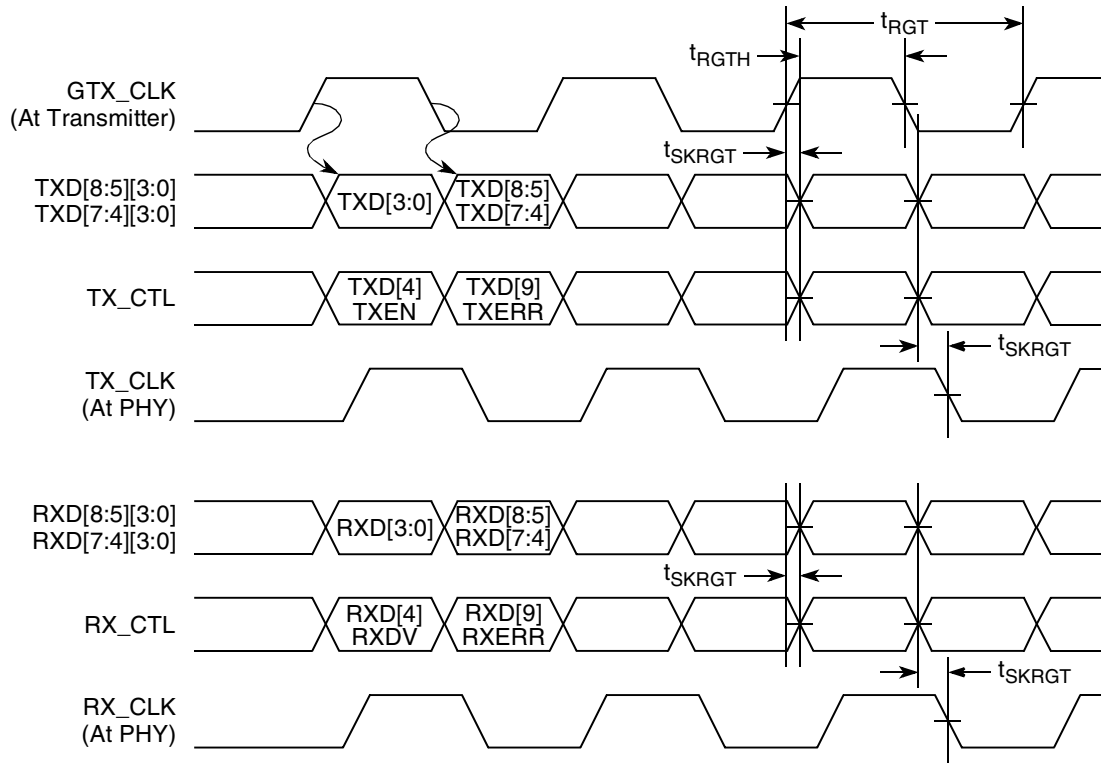 tRGT
tRGTH
GTX_CLK
(At Transmitter)
tSKRGT
TXD[8:5][3:0]
TXD[7:4][3:0]
TXD[3:0]
TXD[8:5]
TXD[7:4]
TX_CTL
TXD[4]
TXEN
TXD[9]
TXERR
tSKRGT
TX_CLK
(At PHY)
RXD[8:5][3:0]
RXD[7:4][3:0]
RXD[3:0]
RXD[8:5]
RXD[7:4]
tSKRGT
RX_CTL
RXD[4]
RXDV
RXD[9]
RXERR
tSKRGT
RX_CLK
(At PHY)